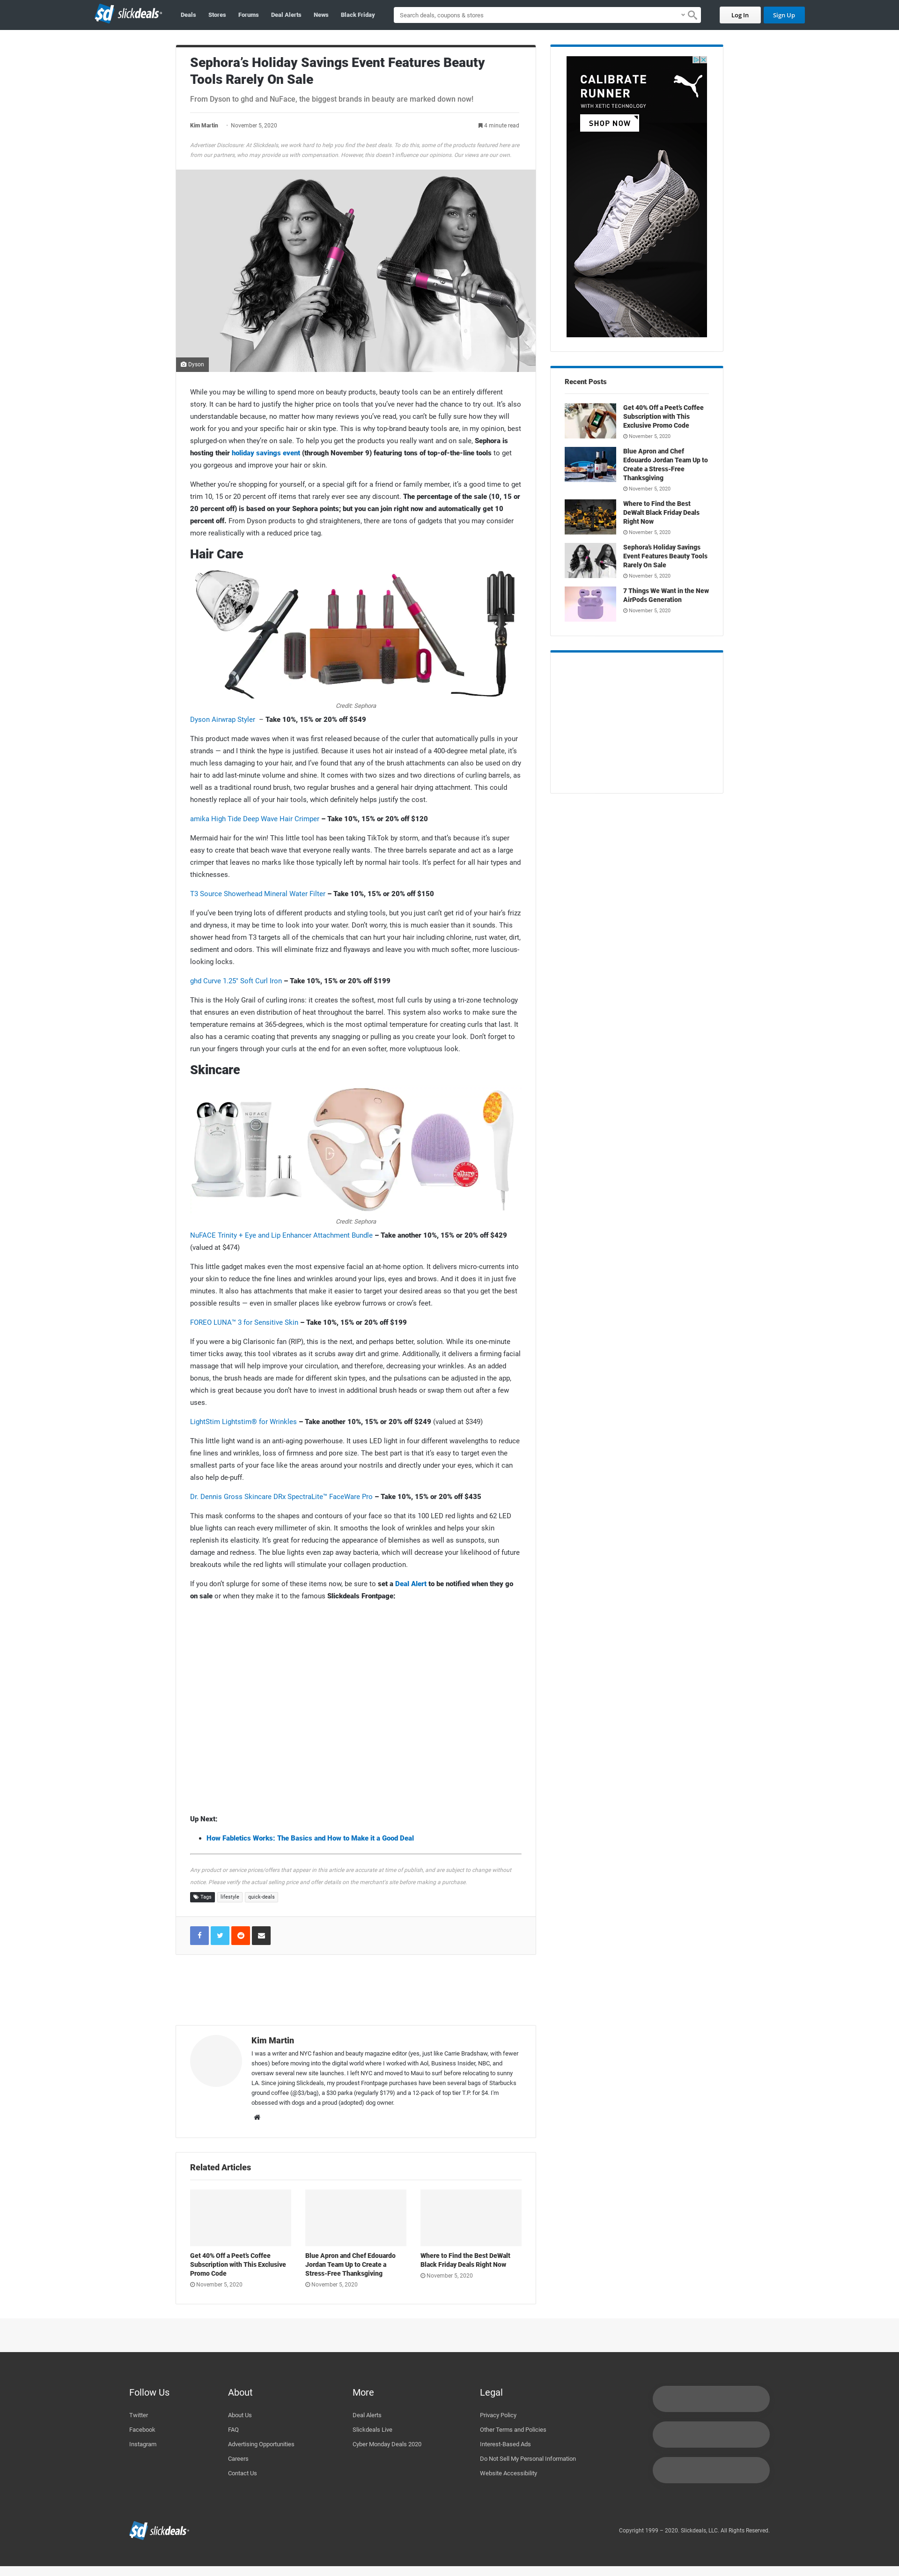 sd slickdeals
Deals Stores Forums Deal Alerts News Black Friday
Search deals, coupons & stores
Log In
Sign Up
Sephora's Holiday Savings Event Features Beauty
Tools Rarely On Sale
From Dyson to ghd and NuFace, the biggest brands in beauty are marked down now!
Kim Martin - November 5, 2020
4 minute read
Advertiser Disclosure: At Slickdeals, we work hard to help you find the best deals. To do this, some of the products featured here are
from our partners, who may provide us with compensation. However, this doesn't influence our opinions. Our views are our own.
Dyson
While you may be willing to spend more on beauty products, beauty tools can be an entirely different
story. It can be hard to justify the higher price on tools that you've never had the chance to try out. It's also
understandable because, no matter how many reviews you've read, you can't be fully sure how they will
work for you and your specific hair or skin type. This is why top-brand beauty tools are, in my opinion, best
splurged-on when they're on sale. To help you get the products you really want and on sale, Sephora is
hosting their holiday savings event (through November 9) featuring tons of top-of-the-line tools to get
you gorgeous and improve your hair or skin.
Whether you're shopping for yourself, or a special gift for a friend or family member, it's a good time to get
trim 10, 15 or 20 percent off items that rarely ever see any discount. The percentage of the sale (10, 15 or
20 percent off) is based on your Sephora points; but you can join right now and automatically get 10
percent off. From Dyson products to ghd straighteners, there are tons of gadgets that you may consider
more realistically with a reduced price tag.
Hair Care
Credit: Sephora
Dyson Airwrap Styler – Take 10%, 15% or 20% off $549
This product made waves when it was first released because of the curler that automatically pulls in your
strands — and I think the hype is justified. Because it uses hot air instead of a 400-degree metal plate, it's
much less damaging to your hair, and I've found that any of the brush attachments can also be used on dry
hair to add last-minute volume and shine. It comes with two sizes and two directions of curling barrels, as
well as a traditional round brush, two regular brushes and a general hair drying attachment. This could
honestly replace all of your hair tools, which definitely helps justify the cost.
amika High Tide Deep Wave Hair Crimper – Take 10%, 15% or 20% off $120
Mermaid hair for the win! This little tool has been taking TikTok by storm, and that's because it's super
easy to create that beach wave that everyone really wants. The three barrels separate and act as a large
crimper that leaves no marks like those typically left by normal hair tools. It's perfect for all hair types and
thicknesses.
T3 Source Showerhead Mineral Water Filter – Take 10%, 15% or 20% off $150
If you've been trying lots of different products and styling tools, but you just can't get rid of your hair's frizz
and dryness, it may be time to look into your water. Don't worry, this is much easier than it sounds. This
shower head from T3 targets all of the chemicals that can hurt your hair including chlorine, rust water, dirt,
sediment and odors. This will eliminate frizz and flyaways and leave you with much softer, more luscious-
looking locks.
ghd Curve 1.25" Soft Curl Iron – Take 10%, 15% or 20% off $199
This is the Holy Grail of curling irons: it creates the softest, most full curls by using a tri-zone technology
that ensures an even distribution of heat throughout the barrel. This system also works to make sure the
temperature remains at 365-degrees, which is the most optimal temperature for creating curls that last. It
also has a ceramic coating that prevents any snagging or pulling as you create your look. Don't forget to
run your fingers through your curls at the end for an even softer, more voluptuous look.
Skincare
Credit: Sephora
NuFACE Trinity + Eye and Lip Enhancer Attachment Bundle – Take another 10%, 15% or 20% off $429
(valued at $474)
This little gadget makes even the most expensive facial an at-home option. It delivers micro-currents into
your skin to reduce the fine lines and wrinkles around your lips, eyes and brows. And it does it in just five
minutes. It also has attachments that make it easier to target your desired areas so that you get the best
possible results — even in smaller places like eyebrow furrows or crow's feet.
FOREO LUNA™ 3 for Sensitive Skin – Take 10%, 15% or 20% off $199
If you were a big Clarisonic fan (RIP), this is the next, and perhaps better, solution. While its one-minute
timer ticks away, this tool vibrates as it scrubs away dirt and grime. Additionally, it delivers a firming facial
massage that will help improve your circulation, and therefore, decreasing your wrinkles. As an added
bonus, the brush heads are made for different skin types, and the pulsations can be adjusted in the app,
which is great because you don't have to invest in additional brush heads or swap them out after a few
uses.
LightStim Lightstim® for Wrinkles – Take another 10%, 15% or 20% off $249 (valued at $349)
This little light wand is an anti-aging powerhouse. It uses LED light in four different wavelengths to reduce
fine lines and wrinkles, loss of firmness and pore size. The best part is that it's easy to target even the
smallest parts of your face like the areas around your nostrils and directly under your eyes, which it can
also help de-puff.
Dr. Dennis Gross Skincare DRx SpectraLite™ FaceWare Pro – Take 10%, 15% or 20% off $435
This mask conforms to the shapes and contours of your face so that its 100 LED red lights and 62 LED
blue lights can reach every millimeter of skin. It smooths the look of wrinkles and helps your skin
replenish its elasticity. It's great for reducing the appearance of blemishes as well as sunspots, sun
damage and redness. The blue lights even zap away bacteria, which will decrease your likelihood of future
breakouts while the red lights will stimulate your collagen production.
If you don't splurge for some of these items now, be sure to set a Deal Alert to be notified when they go
on sale or when they make it to the famous Slickdeals Frontpage:
Up Next:
• How Fabletics Works: The Basics and How to Make it a Good Deal
Any product or service prices/offers that appear in this article are accurate at time of publish, and are subject to change without
notice. Please verify the actual selling price and offer details on the merchant's site before making a purchase.
Tags lifestyle quick-deals
Kim Martin
I was a writer and NYC fashion and beauty magazine editor (yes, just like Carrie Bradshaw, with fewer
shoes) before moving into the digital world where I worked with Aol, Business Insider, NBC, and
oversaw several new site launches. I left NYC and moved to Maui to surf before relocating to sunny
LA. Since joining Slickdeals, my proudest Frontpage purchases have been several bags of Starbucks
ground coffee (@$3/bag), a $30 parka (regularly $179) and a 12-pack of top tier T.P. for $4. I'm
obsessed with dogs and a proud (adopted) dog owner.
Related Articles
Get 40% Off a Peet's Coffee
Subscription with This Exclusive
Promo Code
November 5, 2020
Blue Apron and Chef Edouardo
Jordan Team Up to Create a
Stress-Free Thanksgiving
November 5, 2020
Where to Find the Best DeWalt
Black Friday Deals Right Now
November 5, 2020
CALIBRATE
RUNNER
WITH XETIC TECHNOLOGY
SHOP NOW
PUMA
Recent Posts
Get 40% Off a Peet's Coffee
Subscription with This
Exclusive Promo Code
November 5, 2020
Blue Apron and Chef
Edouardo Jordan Team Up to
Create a Stress-Free
Thanksgiving
November 5, 2020
Where to Find the Best
DeWalt Black Friday Deals
Right Now
November 5, 2020
Sephora's Holiday Savings
Event Features Beauty Tools
Rarely On Sale
November 5, 2020
7 Things We Want in the New
AirPods Generation
November 5, 2020
Follow Us
Twitter
Facebook
Instagram
About
About Us
FAQ
Advertising Opportunities
Careers
Contact Us
More
Deal Alerts
Slickdeals Live
Cyber Monday Deals 2020
Legal
Privacy Policy
Other Terms and Policies
Interest-Based Ads
Do Not Sell My Personal Information
Website Accessibility
sd slickdeals
Copyright 1999 – 2020. Slickdeals, LLC. All Rights Reserved.